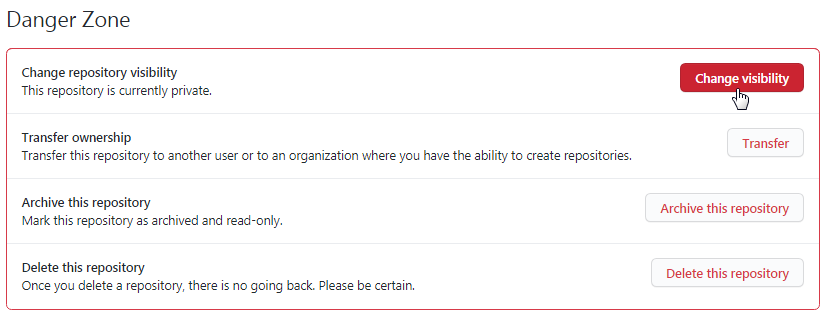 Danger Zone
Change repository visibility
This repository is currently private.
Change visibility
Transfer ownership
Transfer this repository to another user or to an organization where you have the ability to create repositories.
Transfer
Archive this repository
Mark this repository as archived and read-only.
Archive this repository
Delete this repository
Once you delete a repository, there is no going back. Please be certain.
Delete this repository